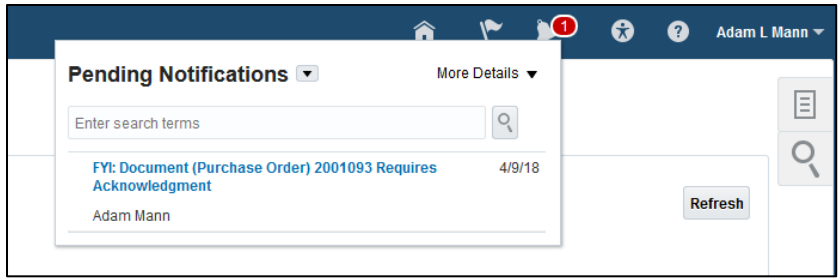 1
Adam L Mann
Pending Notifications
More Details
Enter search terms
FYI: Document (Purchase Order) 2001093 Requires
Acknowledgment
4/9/18
Adam Mann
Refresh